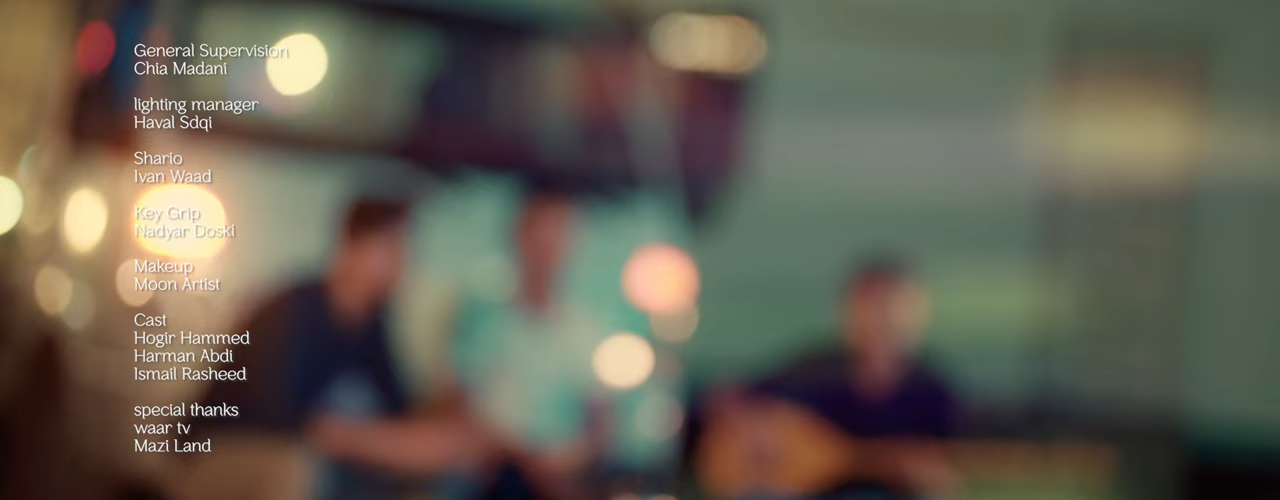 General Supervision
Chia Madani
lighting manager
Haval Sdqi
Shario
Ivan Waad
Key Grip
Nadyar Doski
Makeup
Moon Artist
Cast
Hogir Hammed
Harman Abdi
Ismail Rasheed
special thanks
waar tv
Mazi Land